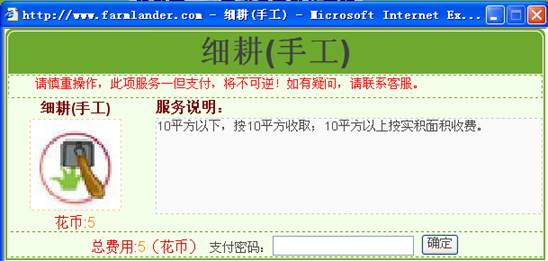 http://www.farmlander.com - 细耕(手工) - Microsoft Internet Ex...
细耕(手工)
请慎重操作，此项服务一但支付，将不可逆！如有疑问，请联系客服。
细耕(手工)
花币:5
服务说明：
10平方以下，按10平方收取；10平方以上按实积面积收费。
总费用:5（花币） 支付密码： 确定